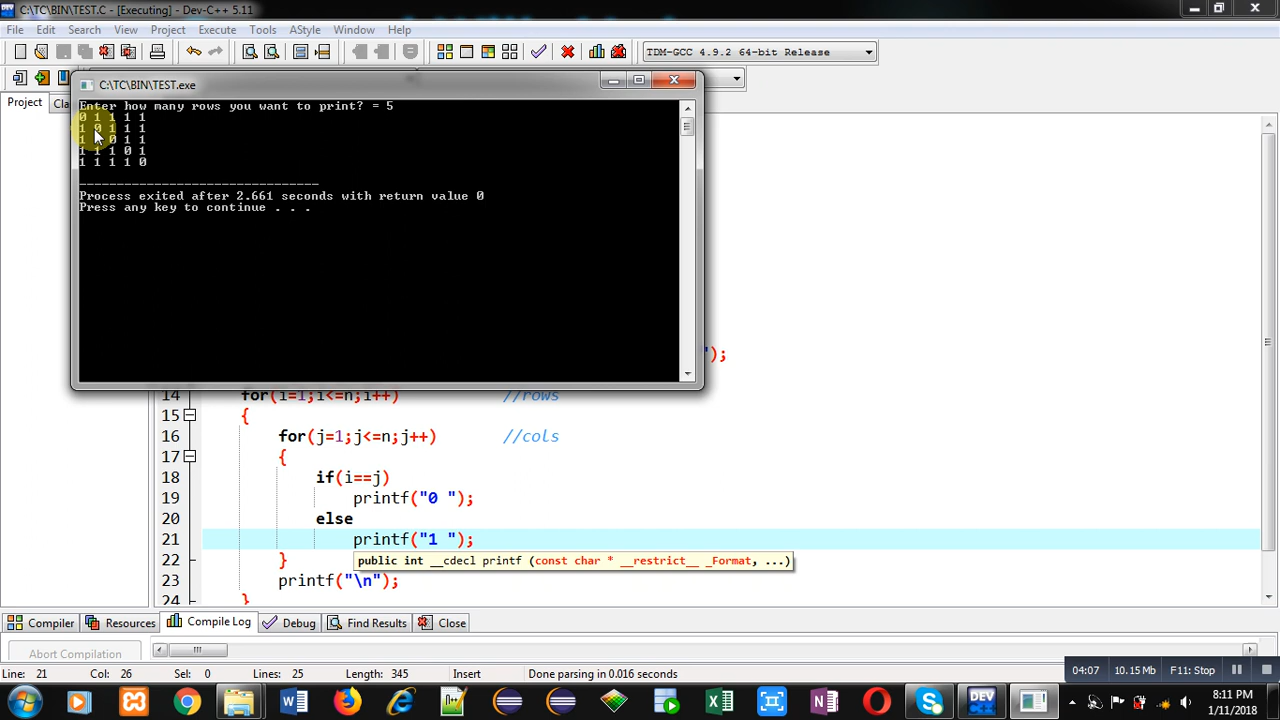 C:\TC\BIN\TEST.C - [Executing] - Dev-C++ 5.11
File Edit Search View Project Execute Tools AStyle Window Help
TDM-GCC 4.9.2 64-bit Release
Project Cla
C:\TC\BIN\TEST.exe
Enter how many rows you want to print? = 5
0 1 1 1 1
1 0 1 1 1
1 0 1 1
1 1 1 0 1
1 1 1 1 0
--------------------------------
Process exited after 2.661 seconds with return value 0
Press any key to continue . . .
");
14 for(i=1;i<=n;i++) //rows
15 {
16 for(j=1;j<=n;j++) //cols
17 {
18 if(i==j)
19 printf("0 ");
20 else
21 printf("1 ");
22 }
public int __cdecl printf (const char * __restrict__ _Format, ...)
23 printf("\n");
24 }
Compiler Resources Compile Log Debug Find Results Close
Abort Compilation
Line: 21 Col: 26 Sel: 0 Lines: 25 Length: 345 Insert Done parsing in 0.016 seconds
04:07 10.15 Mb F11: Stop
8:11 PM
1/11/2018